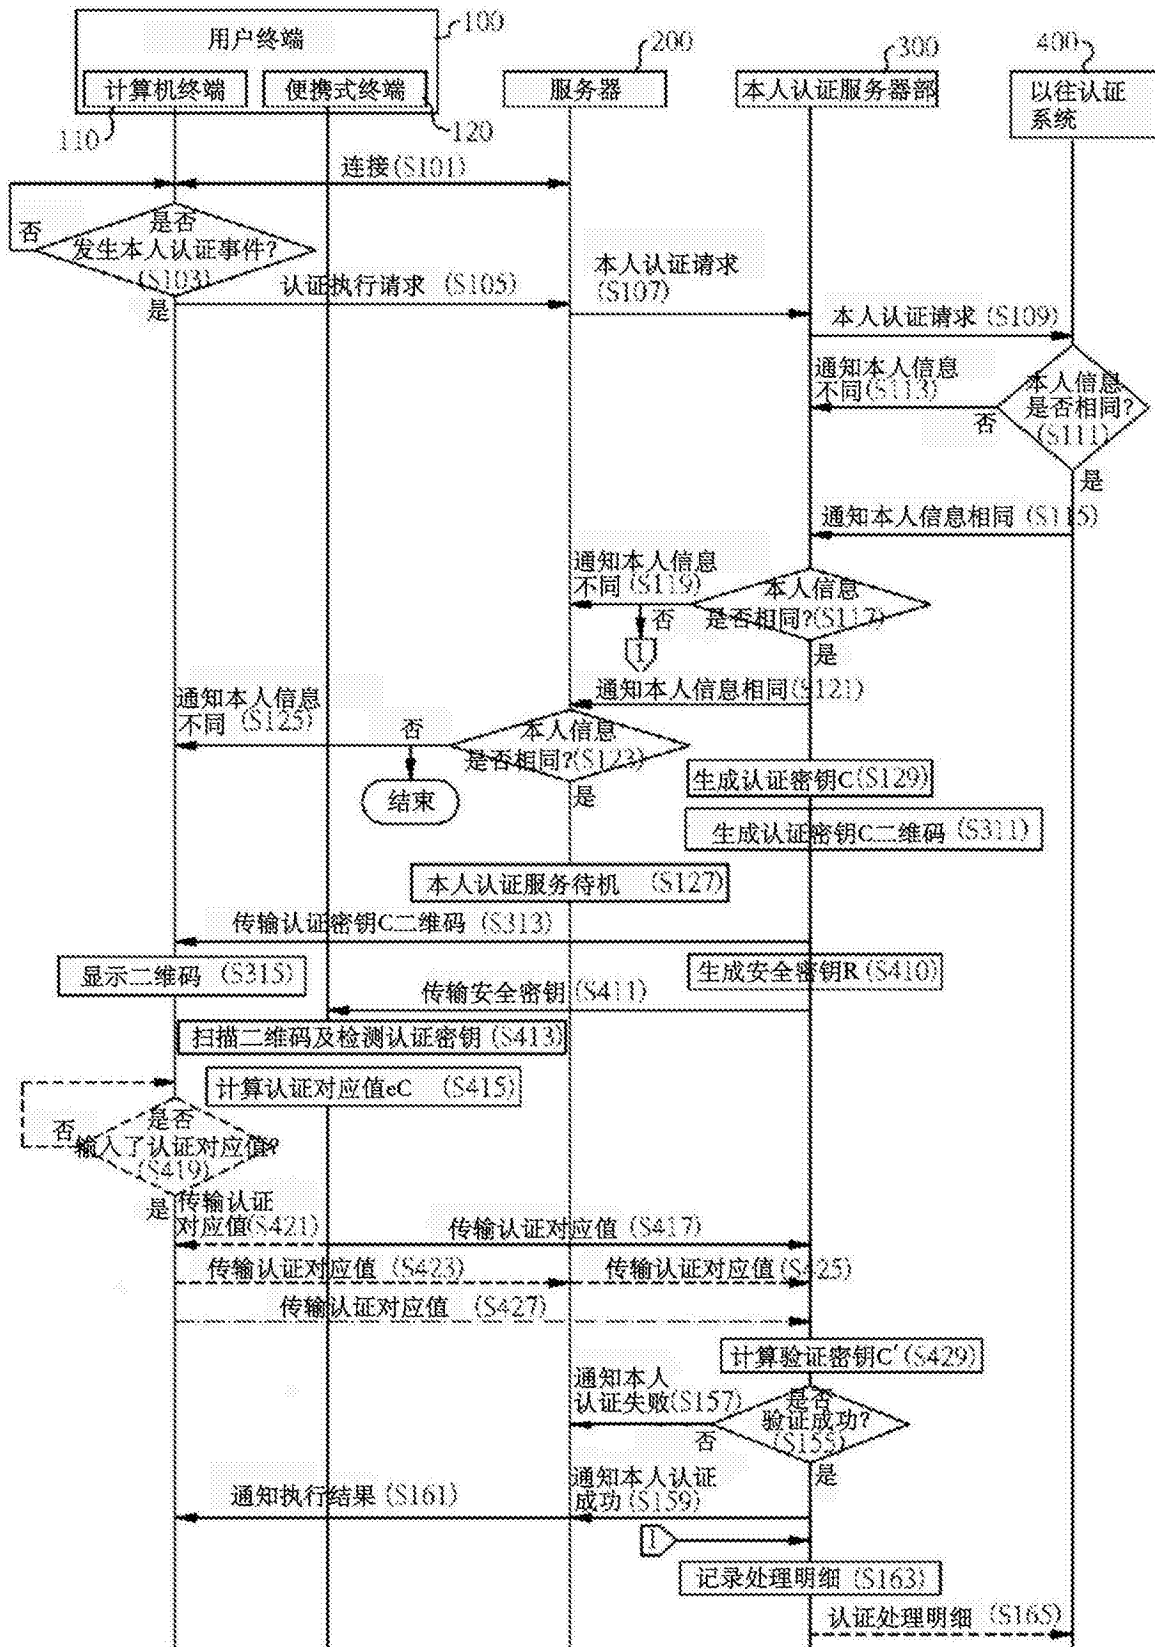 用户终端
100
200
300
400
计算机终端
便携式终端
服务器
本人认证服务器部
以往认证
系统
110
120
连接(S101)
是否
发生本人认证事件?
(S103)
否
是
认证执行请求 (S105)
本人认证请求
(S107)
本人认证请求 (S109)
通知本人信息
不同(S113)
本人信息
是否相同?
(S111)
否
是
通知本人信息相同 (S115)
通知本人信息
不同 (S119)
本人信息
是否相同?(S117)
否
1
是
通知本人信息相同(S121)
通知本人信息
不同 (S125)
否
本人信息
是否相同?(S123)
结束
是
生成认证密钥C(S129)
生成认证密钥C二维码 (S311)
本人认证服务待机 (S127)
传输认证密钥C二维码 (S313)
显示二维码 (S315)
生成安全密钥R(S410)
传输安全密钥(S411)
扫描二维码及检测认证密钥 (S413)
计算认证对应值eC (S415)
是否
输入了认证对应值?
(S419)
否
是
传输认证
对应值(S421)
传输认证对应值 (S417)
传输认证对应值 (S423)
传输认证对应值(S425)
传输认证对应值 (S427)
计算验证密钥C′(S429)
通知本人
认证失败(S157)
是否
验证成功?
(S155)
否
是
通知执行结果 (S161)
通知本人认证
成功 (S159)
1
记录处理明细 (S163)
认证处理明细 (S165)